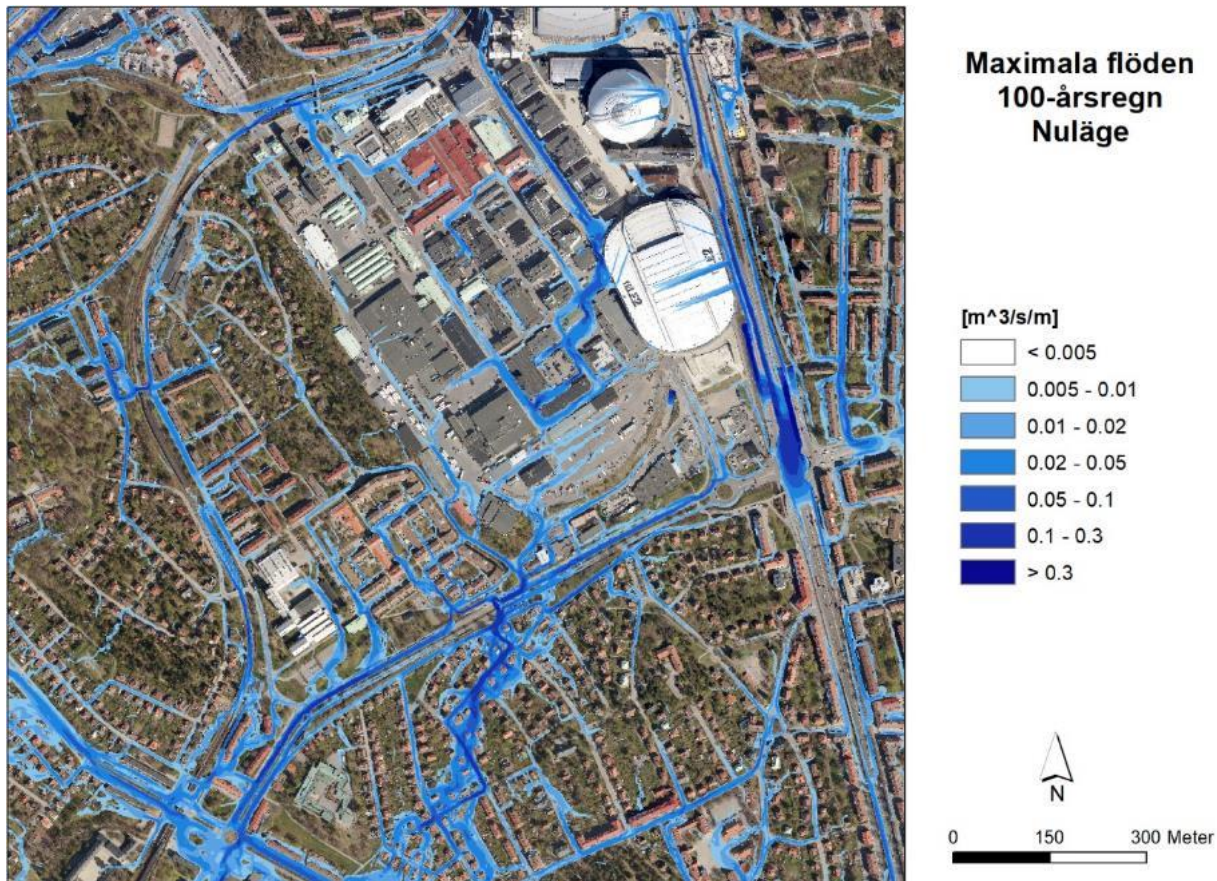 Maximala flöden
100-årsregn
Nuläge
[m^3/s/m]
< 0.005
0.005 - 0.01
0.01 - 0.02
0.02 - 0.05
0.05 - 0.1
0.1 - 0.3
> 0.3
N
0 150 300 Meter
TELE2